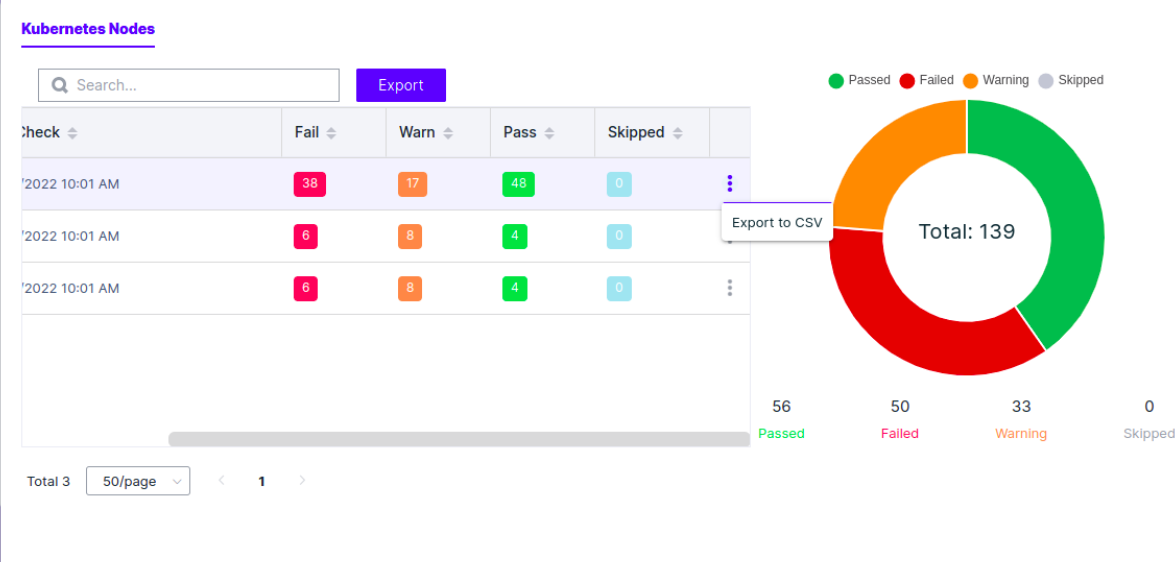 Kubernetes Nodes
Search...
Export
Check Fail Warn Pass Skipped
/2022 10:01 AM 38 17 48 0
Export to CSV
/2022 10:01 AM 6 8 4 0
/2022 10:01 AM 6 8 4 0
Total 3 50/page 1
Passed Failed Warning Skipped
Total: 139
56 50 33 0
Passed Failed Warning Skipped